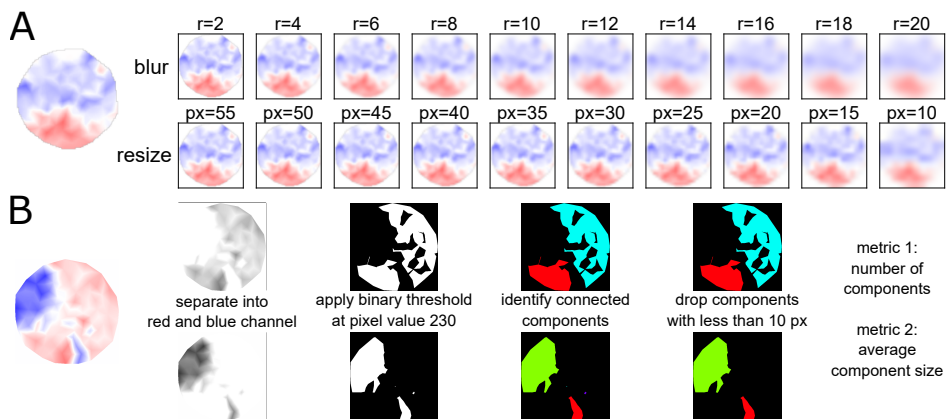 A
r=2 r=4 r=6 r=8 r=10 r=12 r=14 r=16 r=18 r=20
blur
px=55 px=50 px=45 px=40 px=35 px=30 px=25 px=20 px=15 px=10
resize
B
separate into
red and blue channel
apply binary threshold
at pixel value 230
identify connected
components
drop components
with less than 10 px
metric 1:
number of
components
metric 2:
average
component size